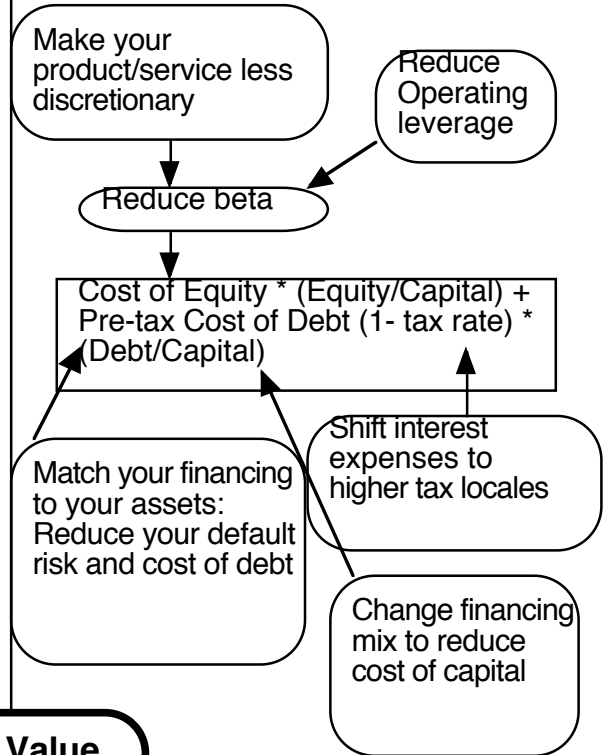 Make your
product/service less
discretionary
Reduce
Operating
leverage
Reduce beta
Cost of Equity * (Equity/Capital) +
Pre-tax Cost of Debt (1- tax rate) *
(Debt/Capital)
Shift interest
expenses to
higher tax locales
Match your financing
to your assets:
Reduce your default
risk and cost of debt
Change financing
mix to reduce
cost of capital
Value